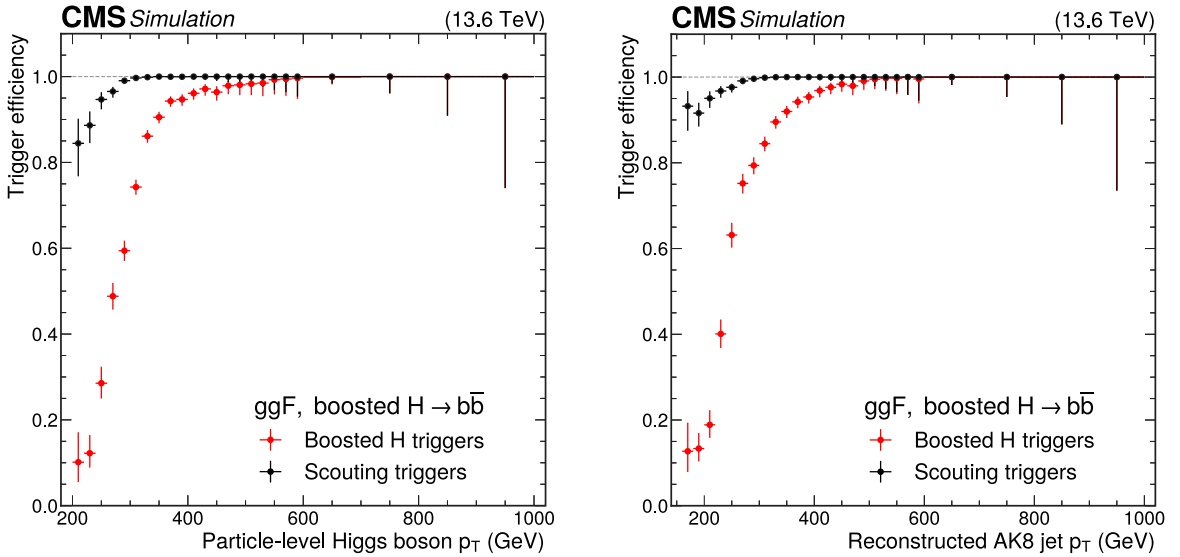 CMS Simulation (13.6 TeV)
Trigger efficiency
1.0
0.8
0.6
0.4
0.2
0.0
ggF, boosted H → bb̅
Boosted H triggers
Scouting triggers
200 400 600 800 1000
Particle-level Higgs boson pT (GeV)
CMS Simulation (13.6 TeV)
Trigger efficiency
1.0
0.8
0.6
0.4
0.2
0.0
ggF, boosted H → bb̅
Boosted H triggers
Scouting triggers
200 400 600 800 1000
Reconstructed AK8 jet pT (GeV)